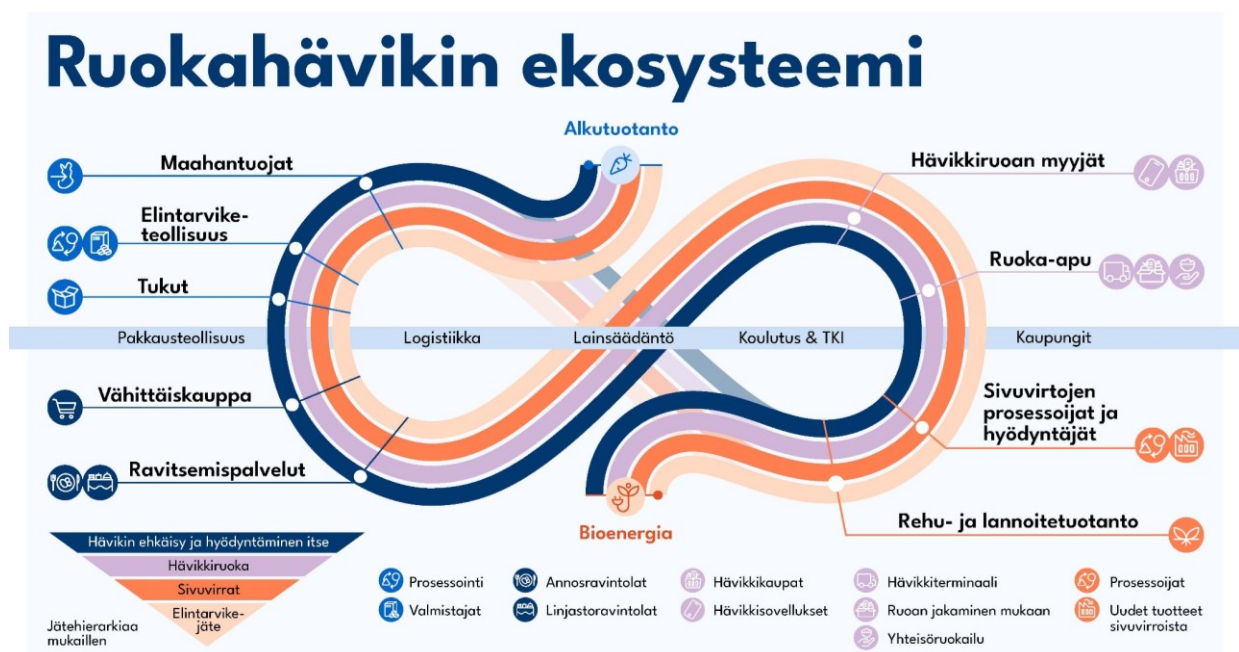 Ruokahävikin ekosysteemi
Alkutuotanto
Maahantuojat
Elintarvike-
teollisuus
Tukut
Hävikkiruoan myyjät
Ruoka-apu
Pakkausteollisuus
Logistiikka
Lainsäädäntö
Koulutus & TKI
Kaupungit
Vähittäiskauppa
Ravitsemispalvelut
Sivuvirtojen
prosessoijat ja
hyödyntäjät
Rehu- ja lannoitetuotanto
Bioenergia
Hävikin ehkäisy ja hyödyntäminen itse
Hävikkiruoka
Sivuvirrat
Elintarvike-
jäte
Jätehierarkiaa
mukaillen
Prosessointi
Valmistajat
Annosravintolat
Linjastoravintolat
Hävikkikaupat
Hävikkisovellukset
Hävikkiterminaali
Ruoan jakaminen mukaan
Yhteisöruokailu
Prosessoijat
Uudet tuotteet
sivuvirroista